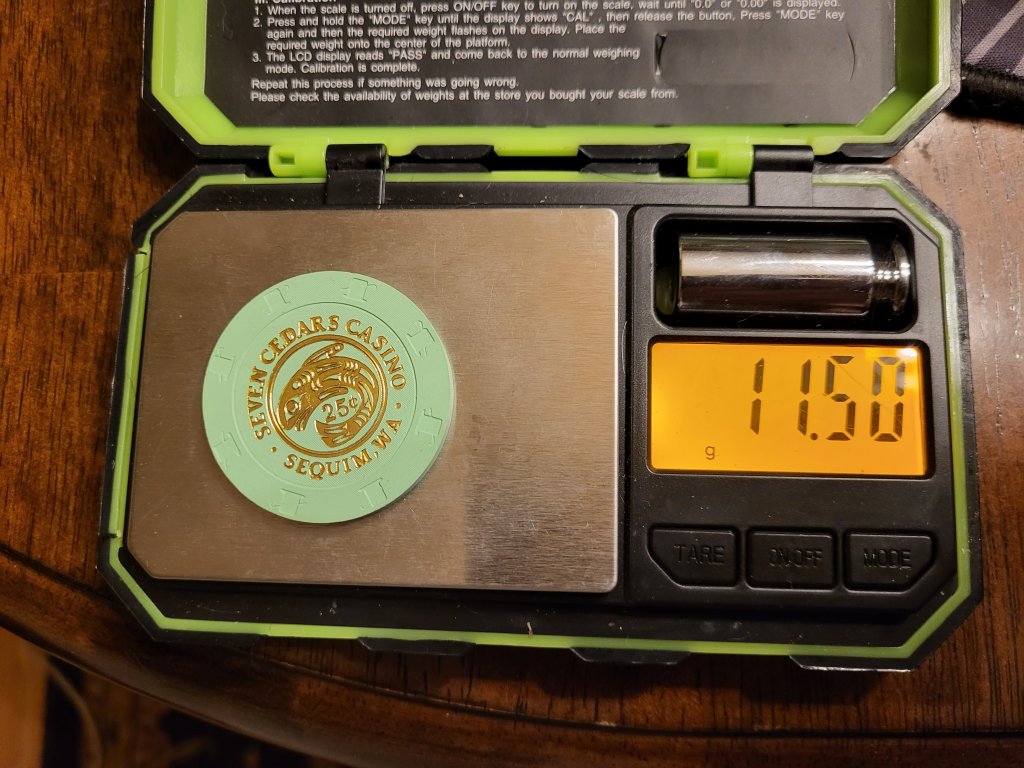 III. Calibration
1. When the scale is turned off, press ON/OFF key to turn on the scale, wait until "0.0" or "0.00" is displayed.
2. Press and hold the "MODE" key until the display shows "CAL" , then release the button, Press "MODE" key
again and then the required weight flashes on the display. Place the
required weight onto the center of the platform.
3. The LCD display reads "PASS" and come back to the normal weighing
mode. Calibration is complete.
Repeat this process if something was going wrong.
Please check the availability of weights at the store you bought your scale from.
SEVEN CEDARS CASINO
25¢
SEQUIM, WA
11.50
g
TARE
ON/OFF
MODE